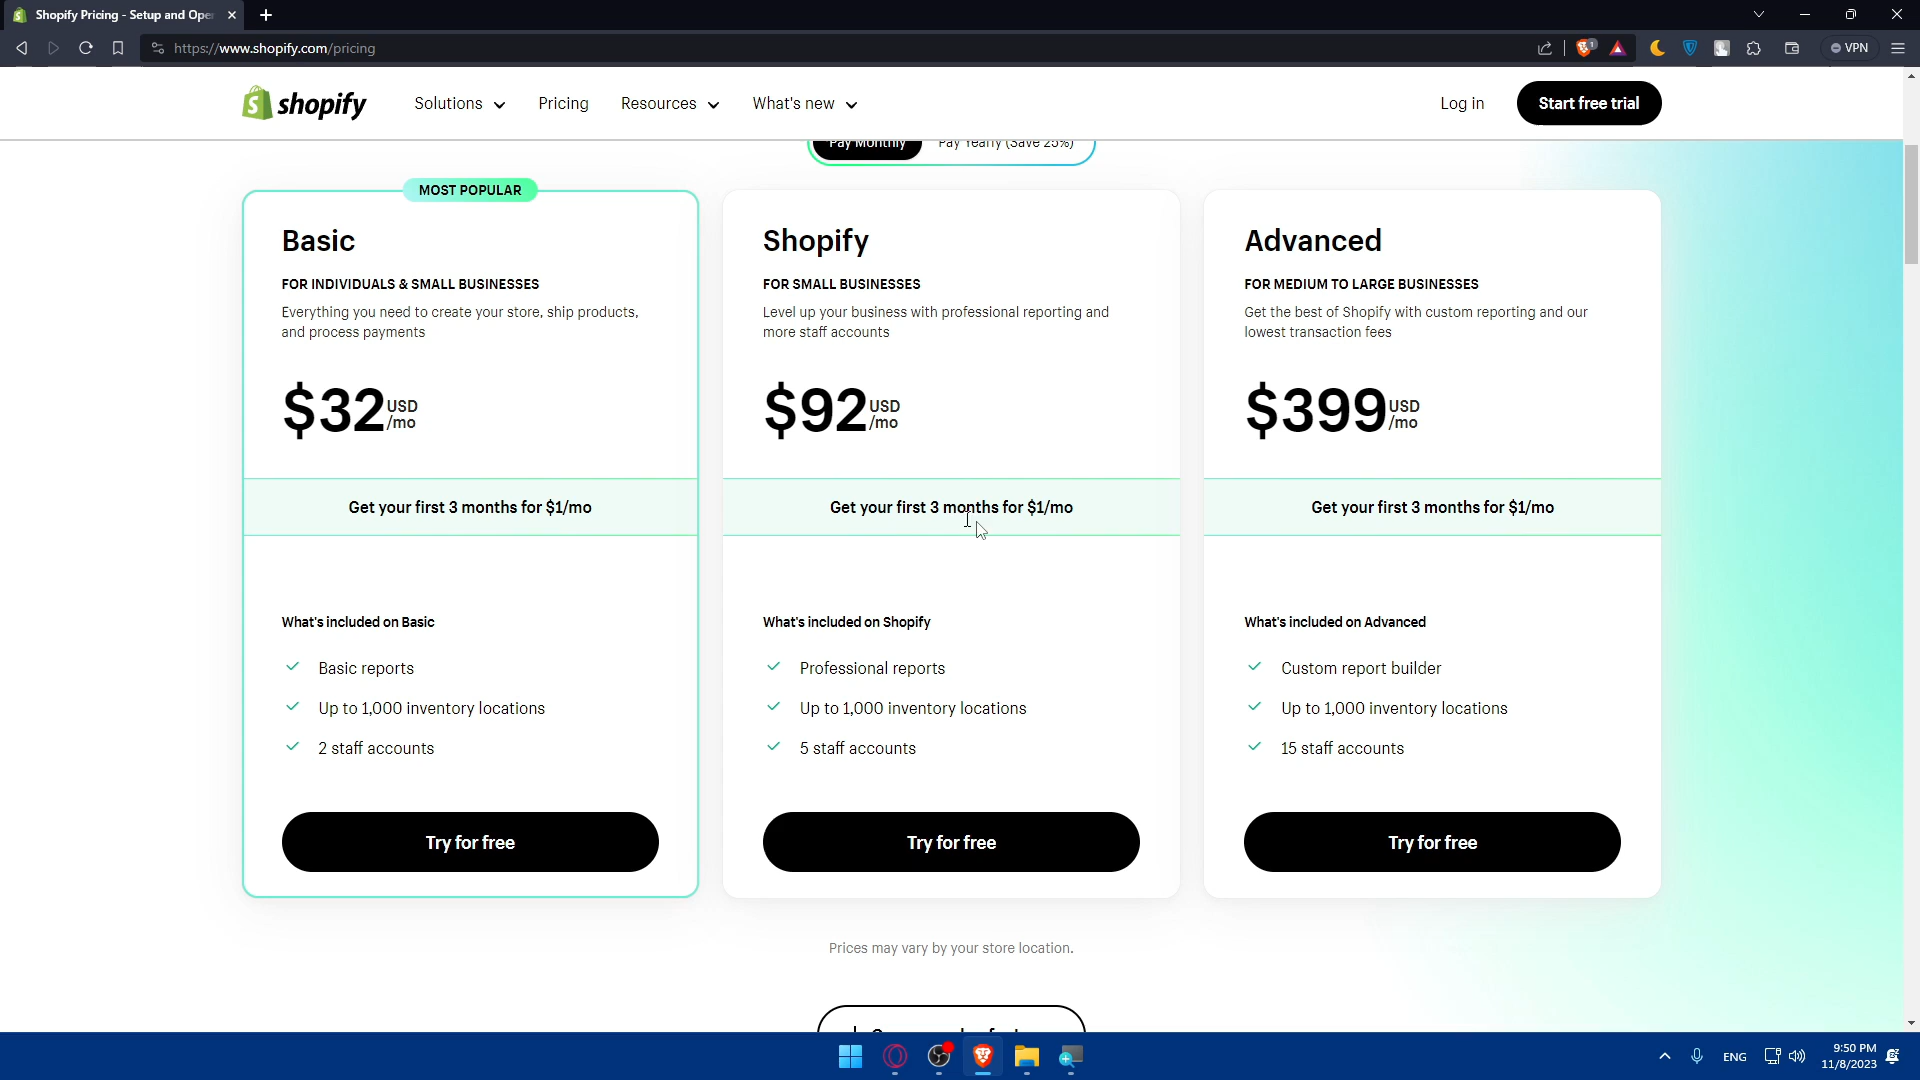 Shopify Pricing - Setup and Ope
https://www.shopify.com/pricing
1
VPN
shopify
Solutions
Pricing
Resources
What's new
Log in
Start free trial
Pay Monthly
Pay Yearly (Save 25%)
MOST POPULAR
Basic
FOR INDIVIDUALS & SMALL BUSINESSES
Everything you need to create your store, ship products,
and process payments
$32 USD
/mo
Get your first 3 months for $1/mo
What's included on Basic
Basic reports
Up to 1,000 inventory locations
2 staff accounts
Try for free
Shopify
FOR SMALL BUSINESSES
Level up your business with professional reporting and
more staff accounts
$92 USD
/mo
Get your first 3 months for $1/mo
What's included on Shopify
Professional reports
Up to 1,000 inventory locations
5 staff accounts
Try for free
Advanced
FOR MEDIUM TO LARGE BUSINESSES
Get the best of Shopify with custom reporting and our
lowest transaction fees
$399 USD
/mo
Get your first 3 months for $1/mo
What's included on Advanced
Custom report builder
Up to 1,000 inventory locations
15 staff accounts
Try for free
Prices may vary by your store location.
ENG
9:50 PM
11/8/2023